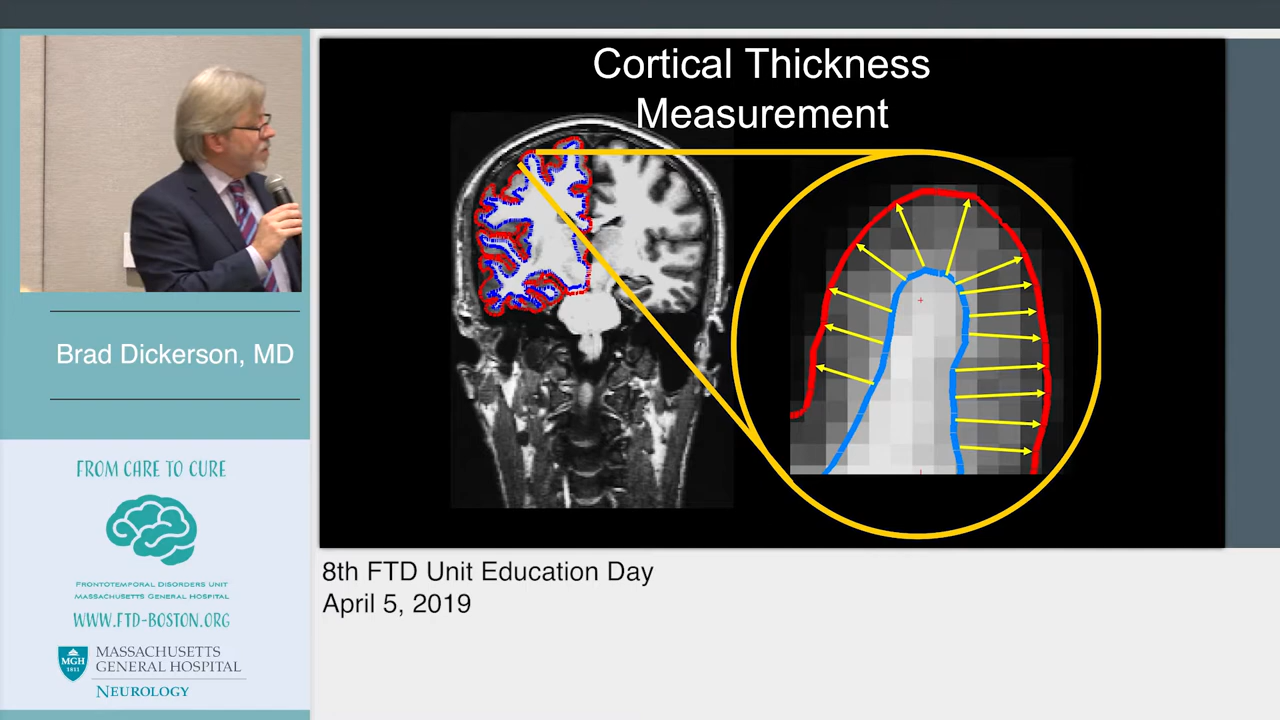 Cortical Thickness
Measurement
Brad Dickerson, MD
FROM CARE TO CURE
FRONTOTEMPORAL DISORDERS UNIT
MASSACHUSETTS GENERAL HOSPITAL
WWW.FTD-BOSTON.ORG
MGH
1811
MASSACHUSETTS
GENERAL HOSPITAL
NEUROLOGY
8th FTD Unit Education Day
April 5, 2019